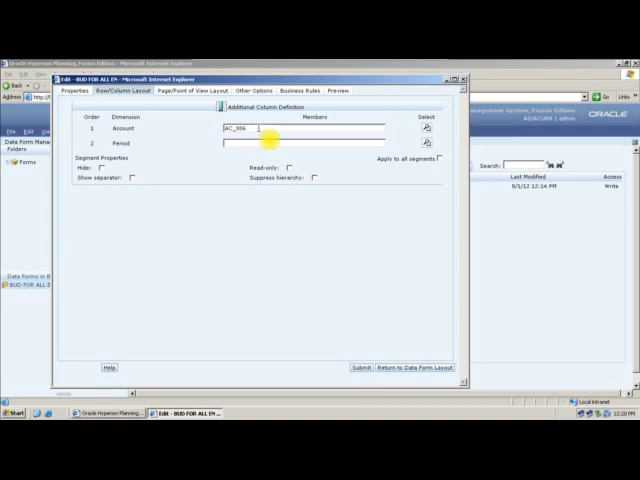 Oracle Hyperion Planning, Fusion Edition - Microsoft Internet Explorer
Edit - BUD FOR ALL EN - Microsoft Internet Explorer
File
Back
Address
http://l
Go
Links »
Properties
Row/Column Layout
Page/Point of View Layout
Other Options
Business Rules
Preview
Management System, Fusion Edition
ORACLE
ASIACURR | admin
File
Edit
Data Form Management
Folders
Forms
Additional Column Definition
Order Dimension Members Select
1 Account AC_006
2 Period
Segment Properties
Apply to all segments
Hide:
Read-only:
Show separator:
Suppress hierarchy:
Search:
Last Modified Access
8/1/12 12:14 PM Write
Data Forms in B
BUD FOR ALL E
Help
Submit
Return to Data Form Layout
Local intranet
Start
Oracle Hyperion Planning...
Edit - BUD FOR ALL EN - ...
12:20 PM